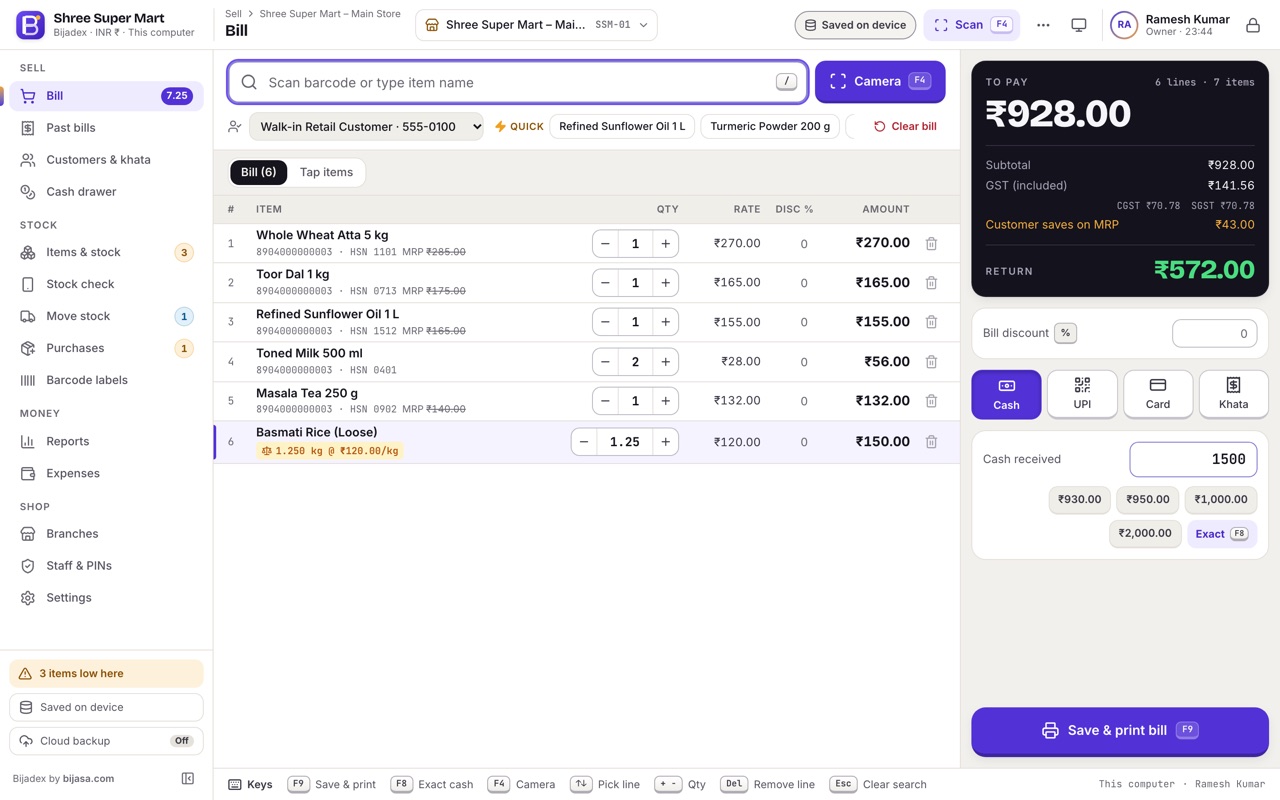 Shree Super Mart
Bijadex · INR ₹ · This computer
Sell > Shree Super Mart – Main Store
Bill
Shree Super Mart – Mai... SSM-01
Saved on device
Scan F4
RA
Ramesh Kumar
Owner · 23:44
SELL
Bill 7.25
Past bills
Customers & khata
Cash drawer
STOCK
Items & stock 3
Stock check
Move stock 1
Purchases 1
Barcode labels
MONEY
Reports
Expenses
SHOP
Branches
Staff & PINs
Settings
3 items low here
Saved on device
Cloud backup Off
Bijadex by bijasa.com
Scan barcode or type item name /
Camera F4
Walk-in Retail Customer · 555-0100
QUICK
Refined Sunflower Oil 1 L
Turmeric Powder 200 g
Clear bill
Bill (6) Tap items
# ITEM QTY RATE DISC % AMOUNT
1 Whole Wheat Atta 5 kg − 1 + ₹270.00 0 ₹270.00
8904000000003 · HSN 1101 MRP ₹285.00
2 Toor Dal 1 kg − 1 + ₹165.00 0 ₹165.00
8904000000003 · HSN 0713 MRP ₹175.00
3 Refined Sunflower Oil 1 L − 1 + ₹155.00 0 ₹155.00
8904000000003 · HSN 1512 MRP ₹165.00
4 Toned Milk 500 ml − 2 + ₹28.00 0 ₹56.00
8904000000003 · HSN 0401
5 Masala Tea 250 g − 1 + ₹132.00 0 ₹132.00
8904000000003 · HSN 0902 MRP ₹140.00
6 Basmati Rice (Loose) − 1.25 + ₹120.00 0 ₹150.00
1.250 kg @ ₹120.00/kg
TO PAY 6 lines · 7 items
₹928.00
Subtotal ₹928.00
GST (included) ₹141.56
CGST ₹70.78 SGST ₹70.78
Customer saves on MRP ₹43.00
RETURN ₹572.00
Bill discount % 0
Cash
UPI
Card
Khata
Cash received 1500
₹930.00 ₹950.00 ₹1,000.00
₹2,000.00 Exact F8
Save & print bill F9
Keys F9 Save & print F8 Exact cash F4 Camera ↑↓ Pick line + - Qty Del Remove line Esc Clear search
This computer · Ramesh Kumar